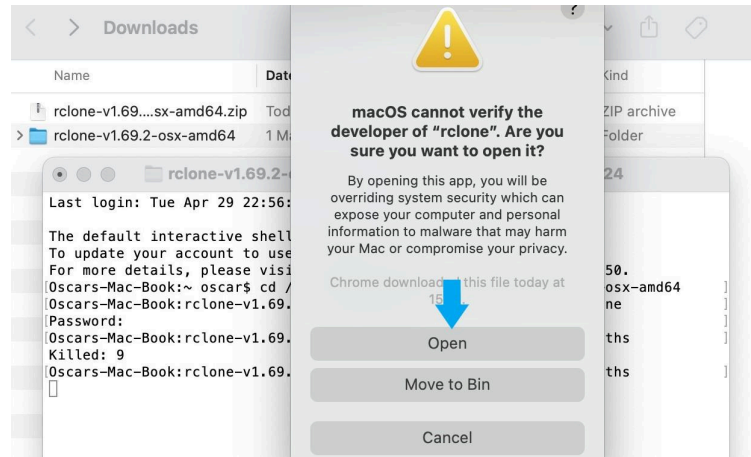 Downloads
Name Date Kind
rclone-v1.69....sx-amd64.zip Tod ZIP archive
rclone-v1.69.2-osx-amd64 1 Ma Folder
?
macOS cannot verify the
developer of “rclone”. Are you
sure you want to open it?
By opening this app, you will be
overriding system security which can
expose your computer and personal
information to malware that may harm
your Mac or compromise your privacy.
Chrome downloaded this file today at
Open
Move to Bin
Cancel
rclone-v1.69.2- 24
Last login: Tue Apr 29 22:56:
The default interactive shell
To update your account to use
For more details, please visi 50.
[Oscars-Mac-Book:~ oscar$ cd / osx-amd64 ]
[Oscars-Mac-Book:rclone-v1.69. ne ]
[Password: ]
[Oscars-Mac-Book:rclone-v1.69. ths ]
Killed: 9
[Oscars-Mac-Book:rclone-v1.69. ths ]